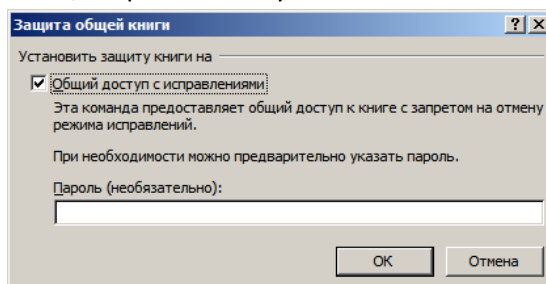 Защита общей книги
Установить защиту книги на
Общий доступ с исправлениями
Эта команда предоставляет общий доступ к книге с запретом на отмену
режима исправлений.
При необходимости можно предварительно указать пароль.
Пароль (необязательно):
ОК Отмена